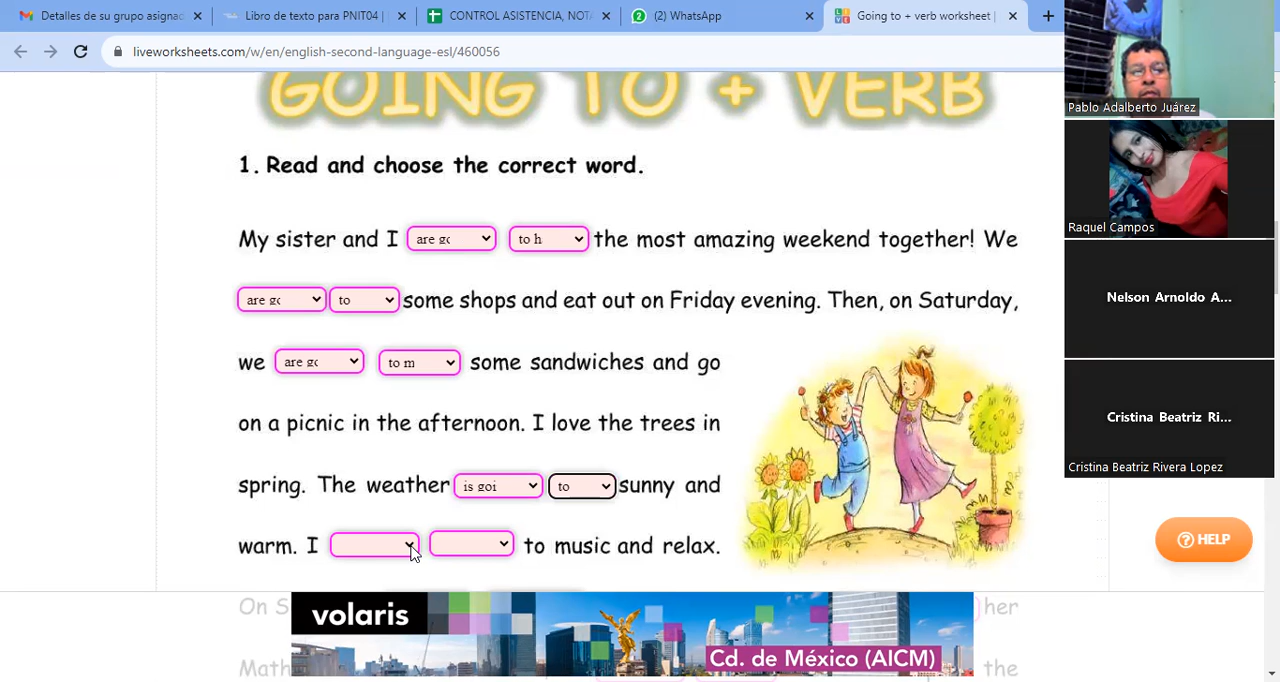 Detalles de su grupo asignad
Libro de texto para PNIT04
CONTROL ASISTENCIA, NOTA
(2) WhatsApp
Going to + verb worksheet |
liveworksheets.com/w/en/english-second-language-esl/460056
GOING TO + VERB
1. Read and choose the correct word.
My sister and I are go to h the most amazing weekend together! We
are go to some shops and eat out on Friday evening. Then, on Saturday,
we are go to m some sandwiches and go
on a picnic in the afternoon. I love the trees in
spring. The weather is goi to sunny and
warm. I to music and relax.
On S her
Math the
volaris
Cd. de México (AICM)
HELP
Pablo Adalberto Juárez
Raquel Campos
Nelson Arnoldo A...
Cristina Beatriz Ri...
Cristina Beatriz Rivera Lopez